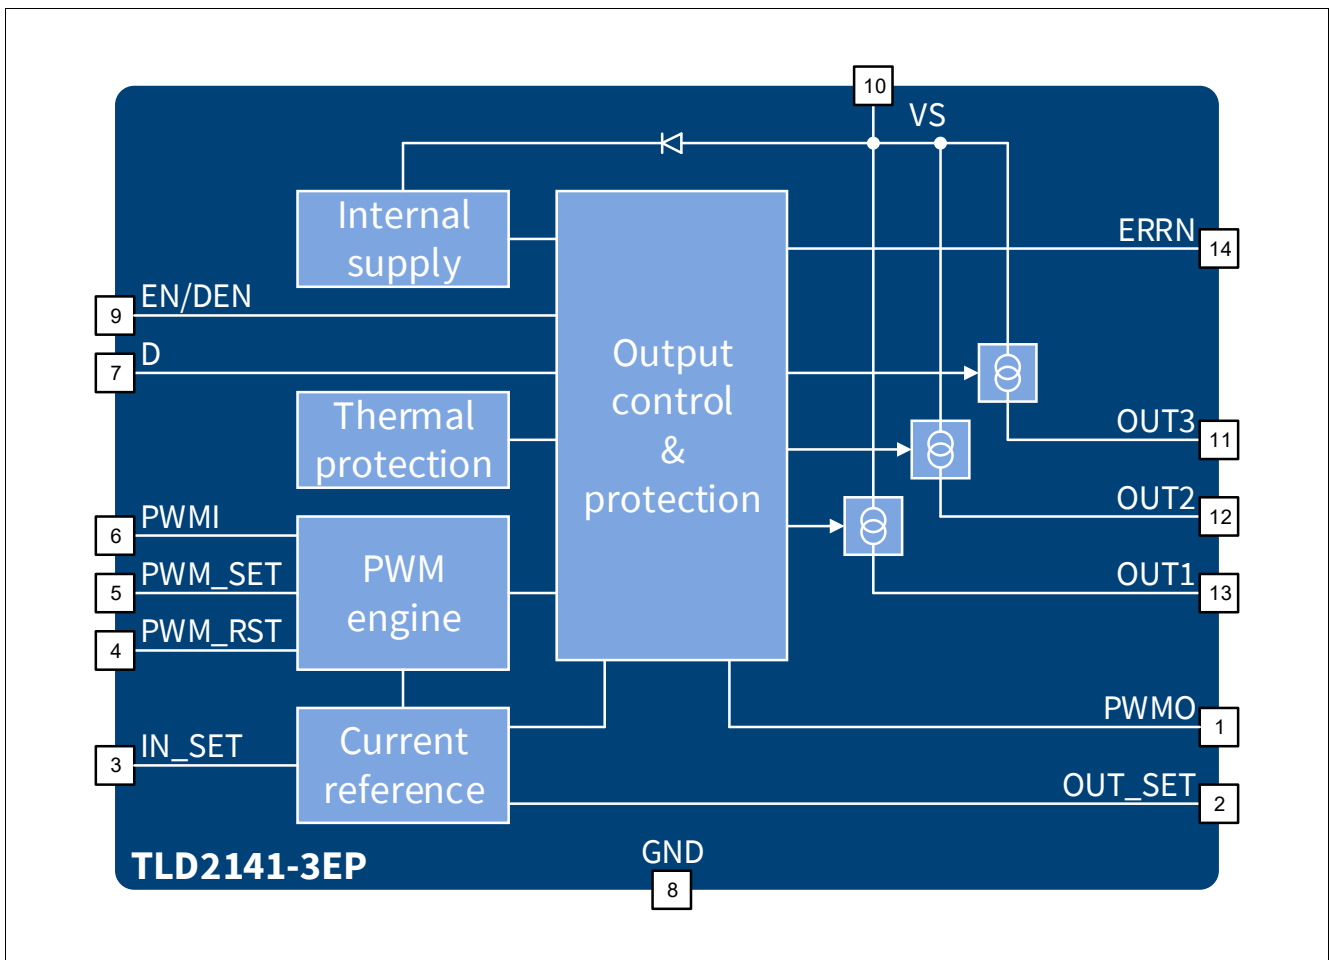 10
VS
Internal
supply
ERRN
14
EN/DEN
9
D
7
Output
control
&
protection
Thermal
protection
OUT3
11
PWMI
6
OUT2
12
PWM_SET
5
PWM
engine
OUT1
13
PWM_RST
4
PWMO
1
IN_SET
3
Current
reference
OUT_SET
2
TLD2141-3EP
GND
8